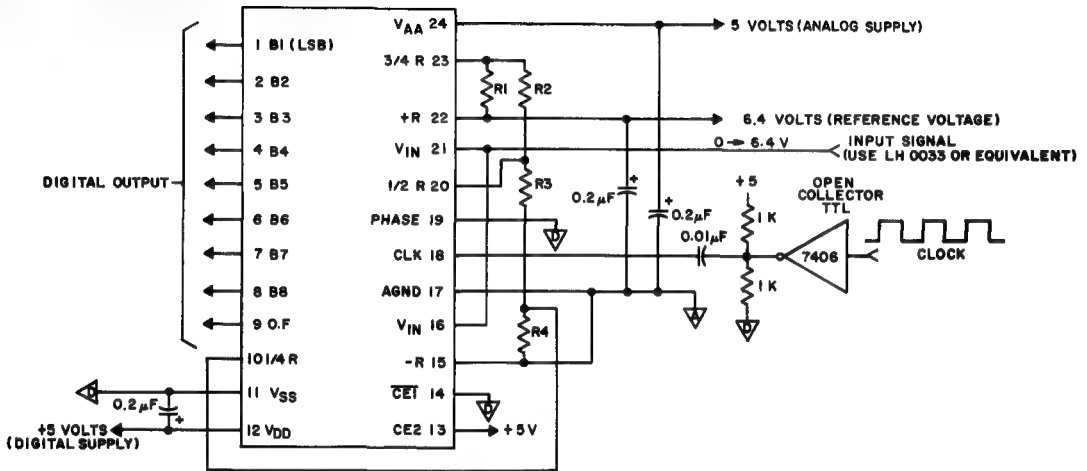 DIGITAL OUTPUT
1 B1 (LSB)
2 B2
3 B3
4 B4
5 B5
6 B6
7 B7
8 B8
9 O.F
10 1/4 R
11 VSS
12 VDD
D
0.2µF
+
+5 VOLTS
(DIGITAL SUPPLY)
VAA 24
3/4 R 23
+R 22
VIN 21
1/2 R 20
PHASE 19
CLK 18
AGND 17
VIN 16
-R 15
CE1 14
CE2 13
R1
R2
R3
R4
D
D
+5V
5 VOLTS (ANALOG SUPPLY)
6.4 VOLTS (REFERENCE VOLTAGE)
0 → 6.4 V
INPUT SIGNAL
(USE LH 0033 OR EQUIVALENT)
+
0.2µF
+
0.2µF
0.01µF
A
+5
1K
1K
D
OPEN
COLLECTOR
TTL
7406
CLOCK